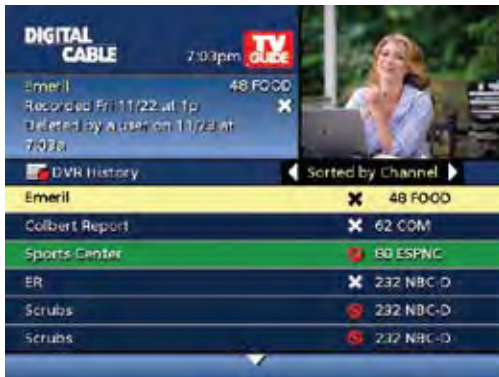 DIGITAL
CABLE
7:03pm
TV
GUIDE
Emeril 48 FOOD
Recorded Fri 11/22 at 1p
Deleted by a user on 11/23 at
7:03a
DVR History
Sorted by Channel
Emeril 48 FOOD
Colbert Report 62 COM
Sports Center 80 ESPNC
ER 232 NBC-D
Scrubs 232 NBC-D
Scrubs 232 NBC-D